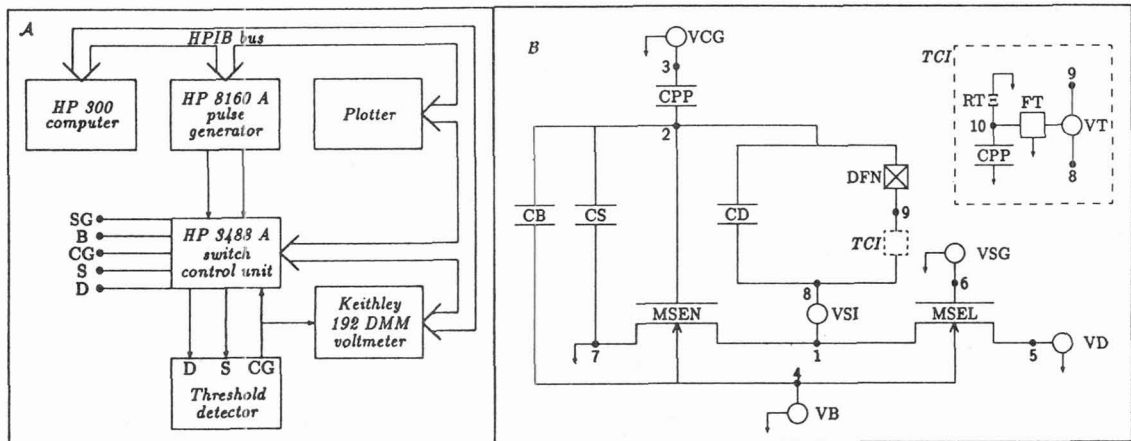 A
HPIB bus
HP 300
computer
HP 8160 A
pulse
generator
Plotter
SG
B
CG
S
D
HP 3488 A
switch
control unit
Keithley
192 DMM
voltmeter
D S CG
Threshold
detector
B
VCG
3
CPP
2
CB
CS
CD
DFN
9
TCI
8
VSI
MSEN
7
1
4
VB
VSG
6
MSEL
5
VD
TCI
RT
FT
9
10
VT
CPP
8